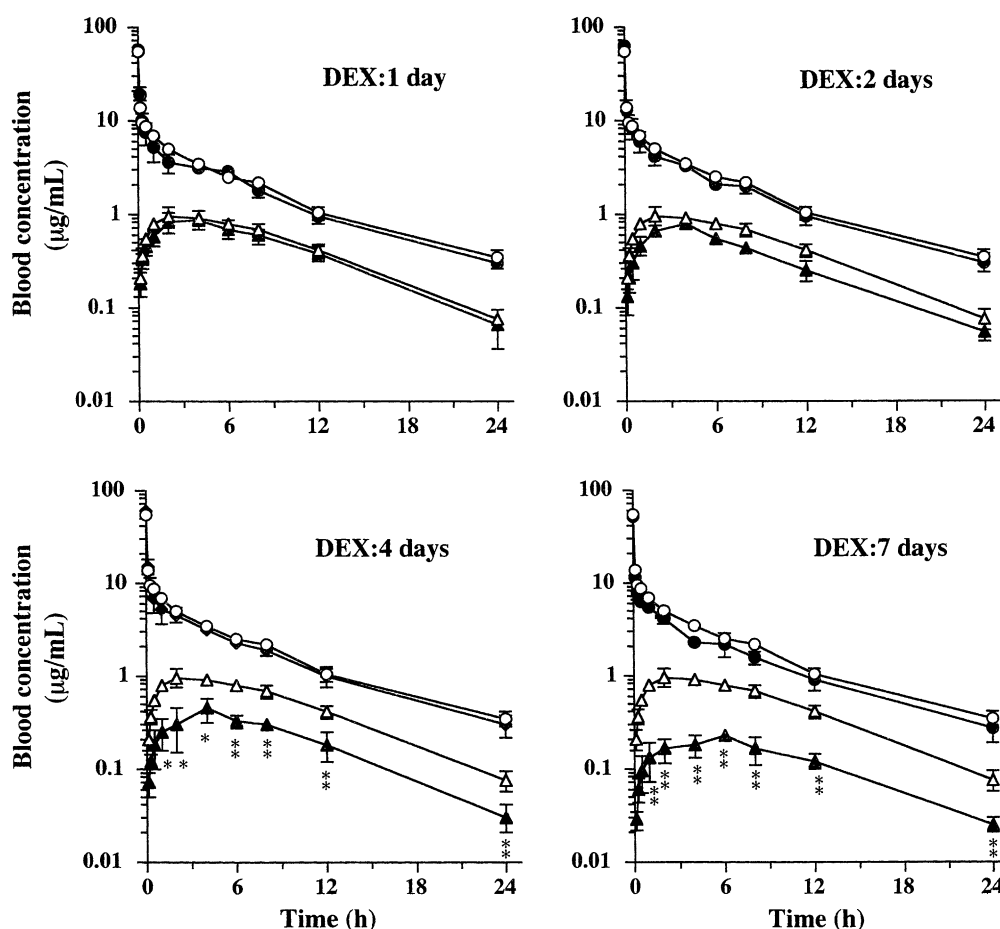 DEX:1 day
Blood concentration
(µg/mL)
100
10
1
0.1
0.01
0 6 12 18 24
DEX:2 days
100
10
1
0.1
0.01
0 6 12 18 24
DEX:4 days
Blood concentration
(µg/mL)
100
10
1
0.1
0.01
* * * ** ** ** **
0 6 12 18 24
Time (h)
DEX:7 days
100
10
1
0.1
0.01
** ** ** ** ** ** **
0 6 12 18 24
Time (h)